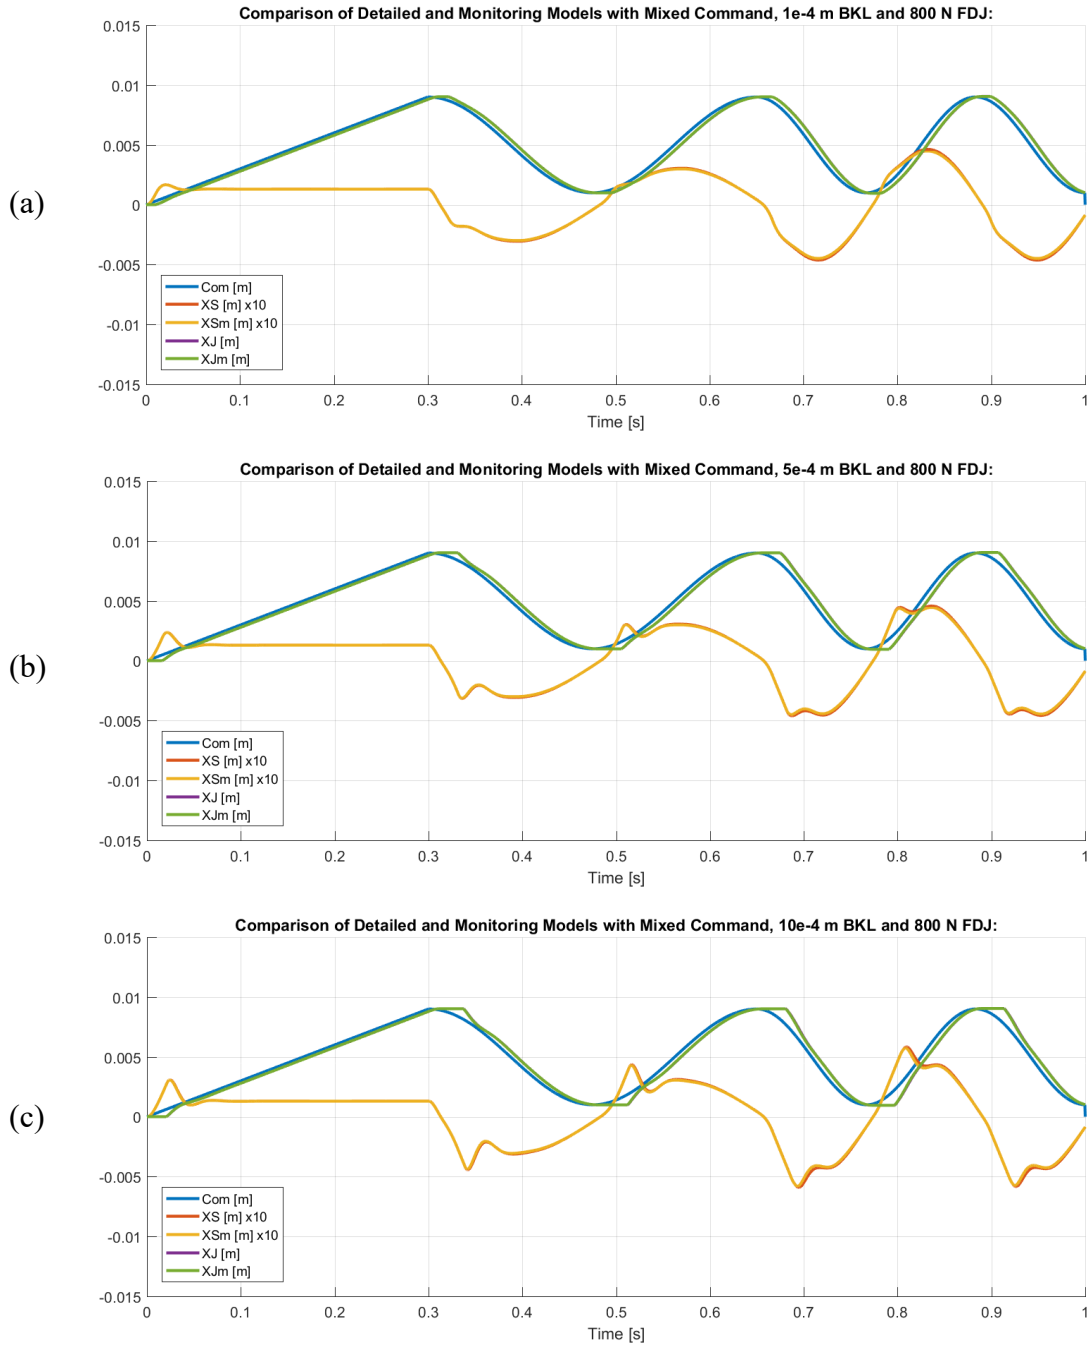 Comparison of Detailed and Monitoring Models with Mixed Command, 1e-4 m BKL and 800 N FDJ:
0.015
0.01
0.005
(a)
0
-0.005
-0.01
-0.015
Com [m]
XS [m] x10
XSm [m] x10
XJ [m]
XJm [m]
0 0.1 0.2 0.3 0.4 0.5 0.6 0.7 0.8 0.9 1
Time [s]
Comparison of Detailed and Monitoring Models with Mixed Command, 5e-4 m BKL and 800 N FDJ:
0.015
0.01
0.005
(b)
0
-0.005
-0.01
-0.015
Com [m]
XS [m] x10
XSm [m] x10
XJ [m]
XJm [m]
0 0.1 0.2 0.3 0.4 0.5 0.6 0.7 0.8 0.9 1
Time [s]
Comparison of Detailed and Monitoring Models with Mixed Command, 10e-4 m BKL and 800 N FDJ:
0.015
0.01
0.005
(c)
0
-0.005
-0.01
-0.015
Com [m]
XS [m] x10
XSm [m] x10
XJ [m]
XJm [m]
0 0.1 0.2 0.3 0.4 0.5 0.6 0.7 0.8 0.9 1
Time [s]